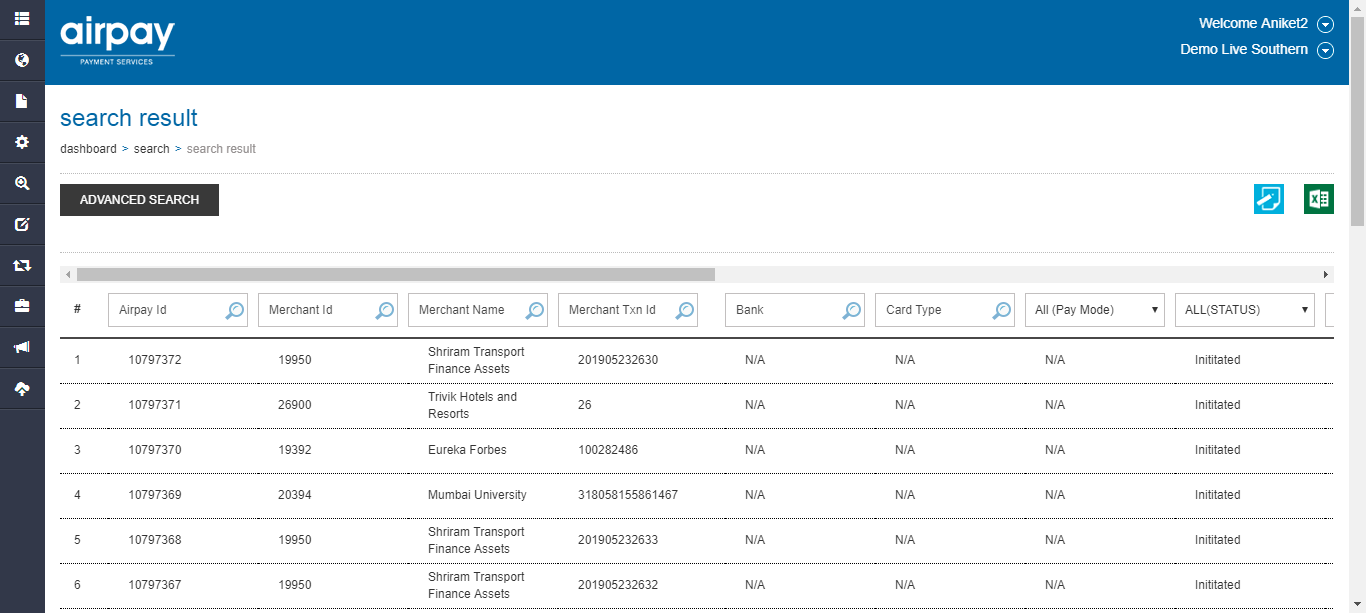 airpay
PAYMENT SERVICES
Welcome Aniket2
Demo Live Southern
search result
dashboard > search > search result
ADVANCED SEARCH
# Airpay Id Merchant Id Merchant Name Merchant Txn Id Bank Card Type All (Pay Mode) ALL(STATUS)
1 10797372 19950 Shriram Transport Finance Assets 201905232630 N/A N/A N/A Inititated
2 10797371 26900 Trivik Hotels and Resorts 26 N/A N/A N/A Inititated
3 10797370 19392 Eureka Forbes 100282486 N/A N/A N/A Inititated
4 10797369 20394 Mumbai University 318058155861467 N/A N/A N/A Inititated
5 10797368 19950 Shriram Transport Finance Assets 201905232633 N/A N/A N/A Inititated
6 10797367 19950 Shriram Transport Finance Assets 201905232632 N/A N/A N/A Inititated